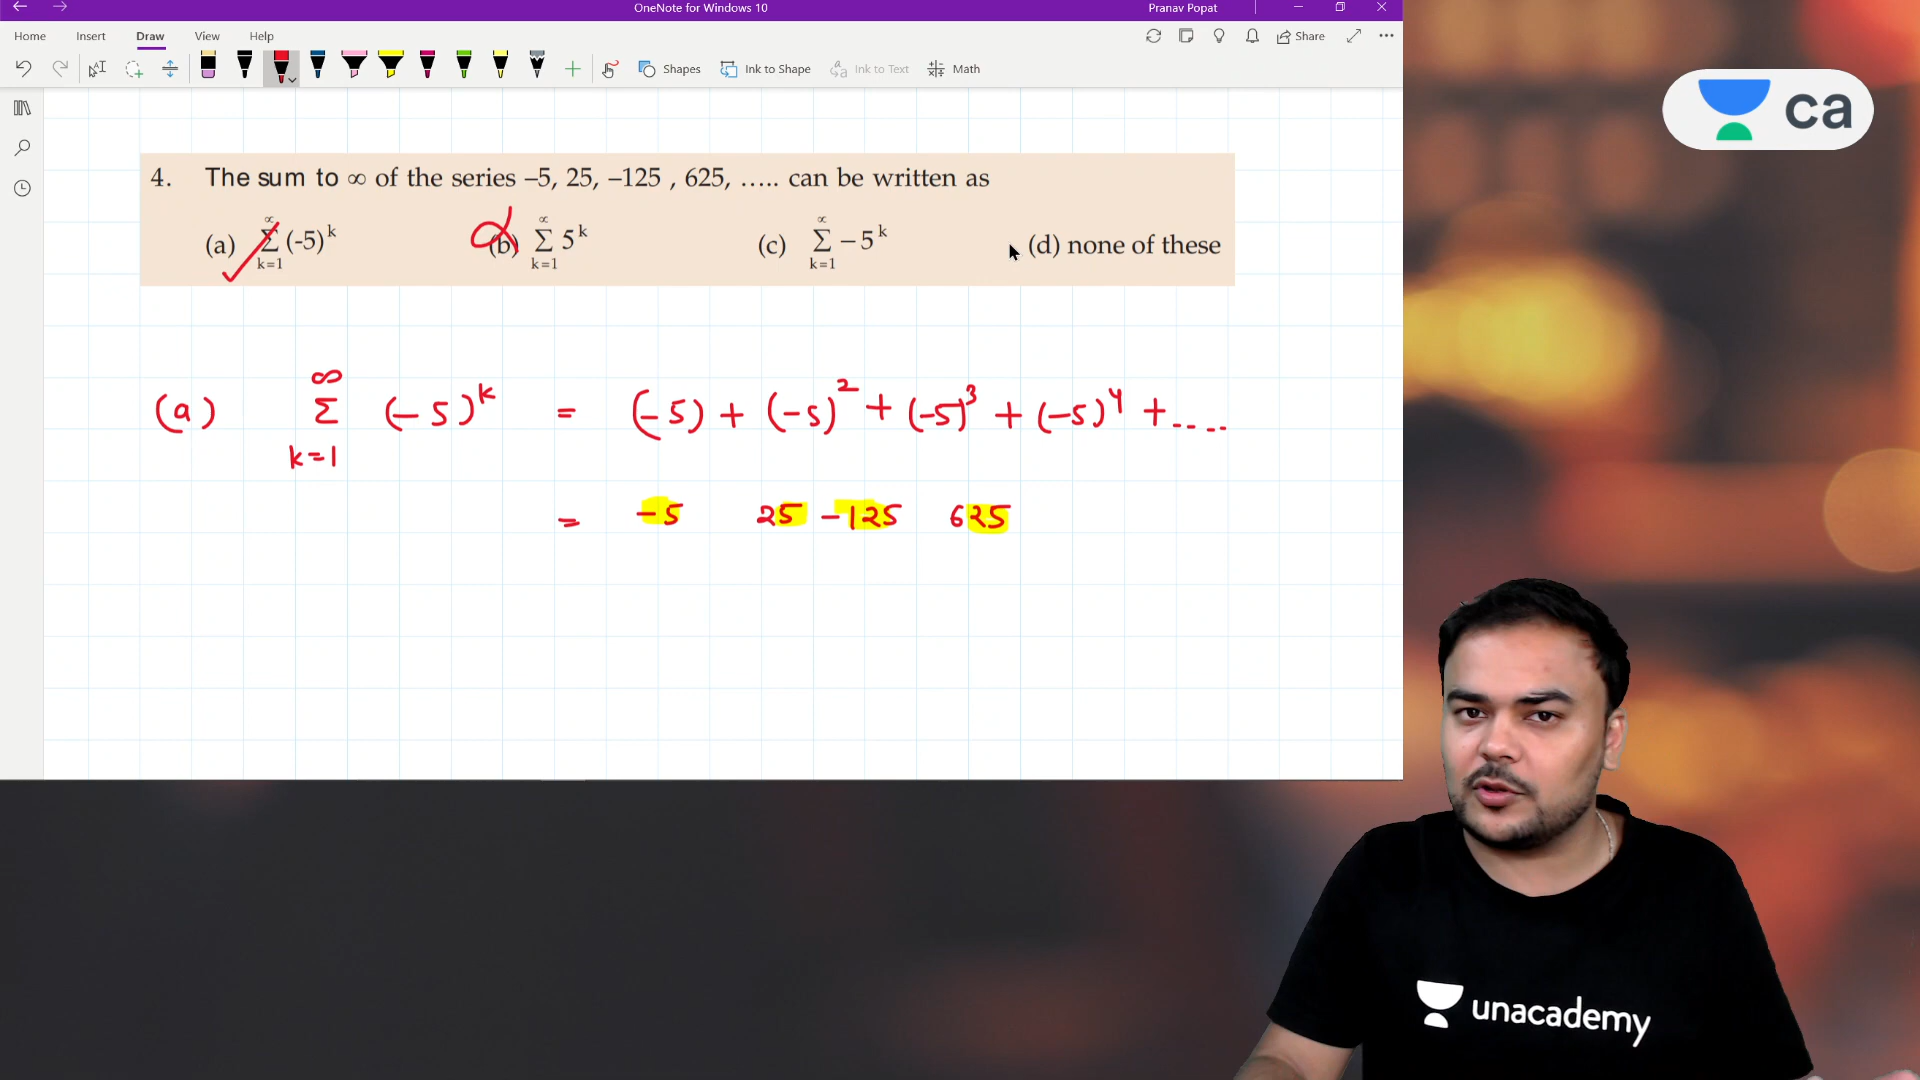 OneNote for Windows 10
Pranav Popat
Home Insert Draw View Help
Share
Shapes Ink to Shape Ink to Text Math
ca
4. The sum to ∞ of the series –5, 25, –125 , 625, ….. can be written as
(a) ∞ Σ k=1 (-5)^k (b) ∞ Σ k=1 5^k (c) ∞ Σ k=1 – 5^k (d) none of these
(a) ∞ Σ k=1 (-5)^k = (-5) + (-5)^2 + (-5)^3 + (-5)^4 + .....
= -5 25 -125 625
unacademy